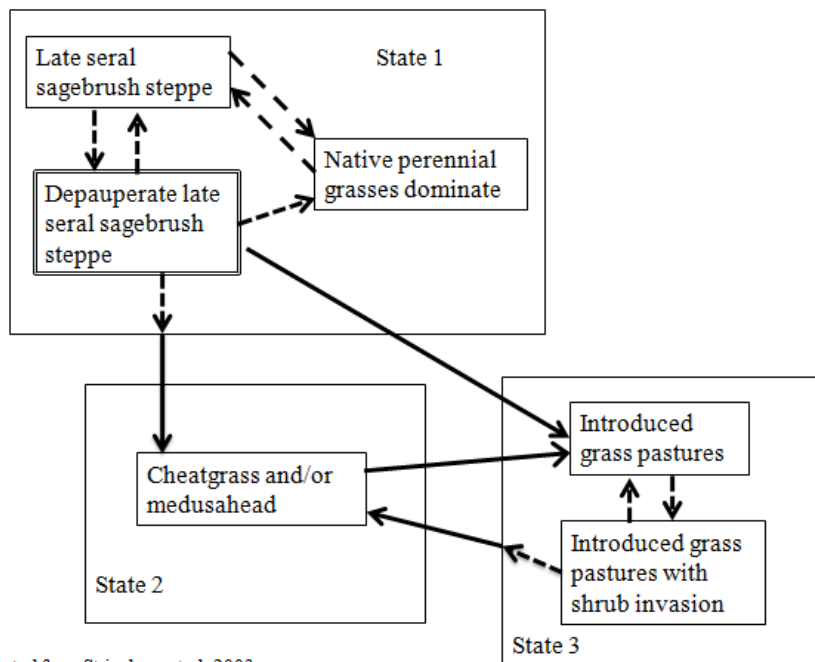 Late seral
sagebrush steppe
State 1
Native perennial
grasses dominate
Depauperate late
seral sagebrush
steppe
Introduced
grass pastures
Cheatgrass and/or
medusahead
Introduced grass
pastures with
shrub invasion
State 2
State 3